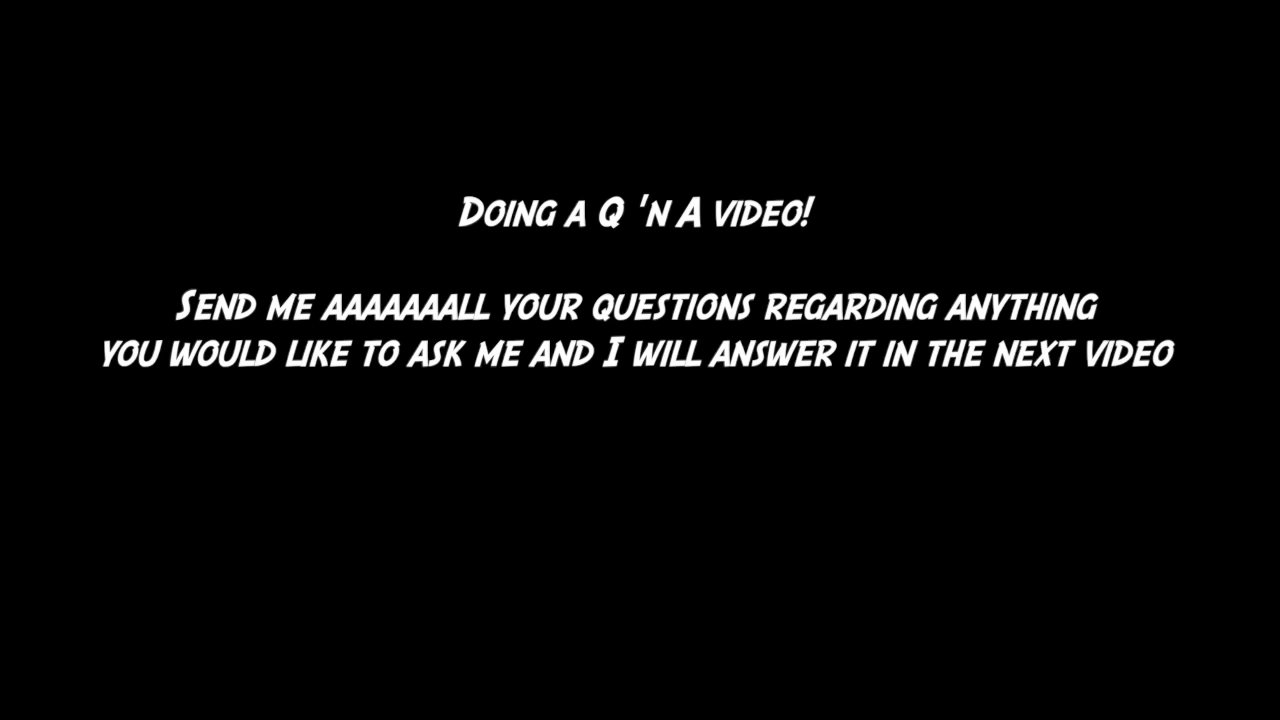 Doing a Q 'n A video!
Send me aaaaaaall your questions regarding anything
you would like to ask me and I will answer it in the next video